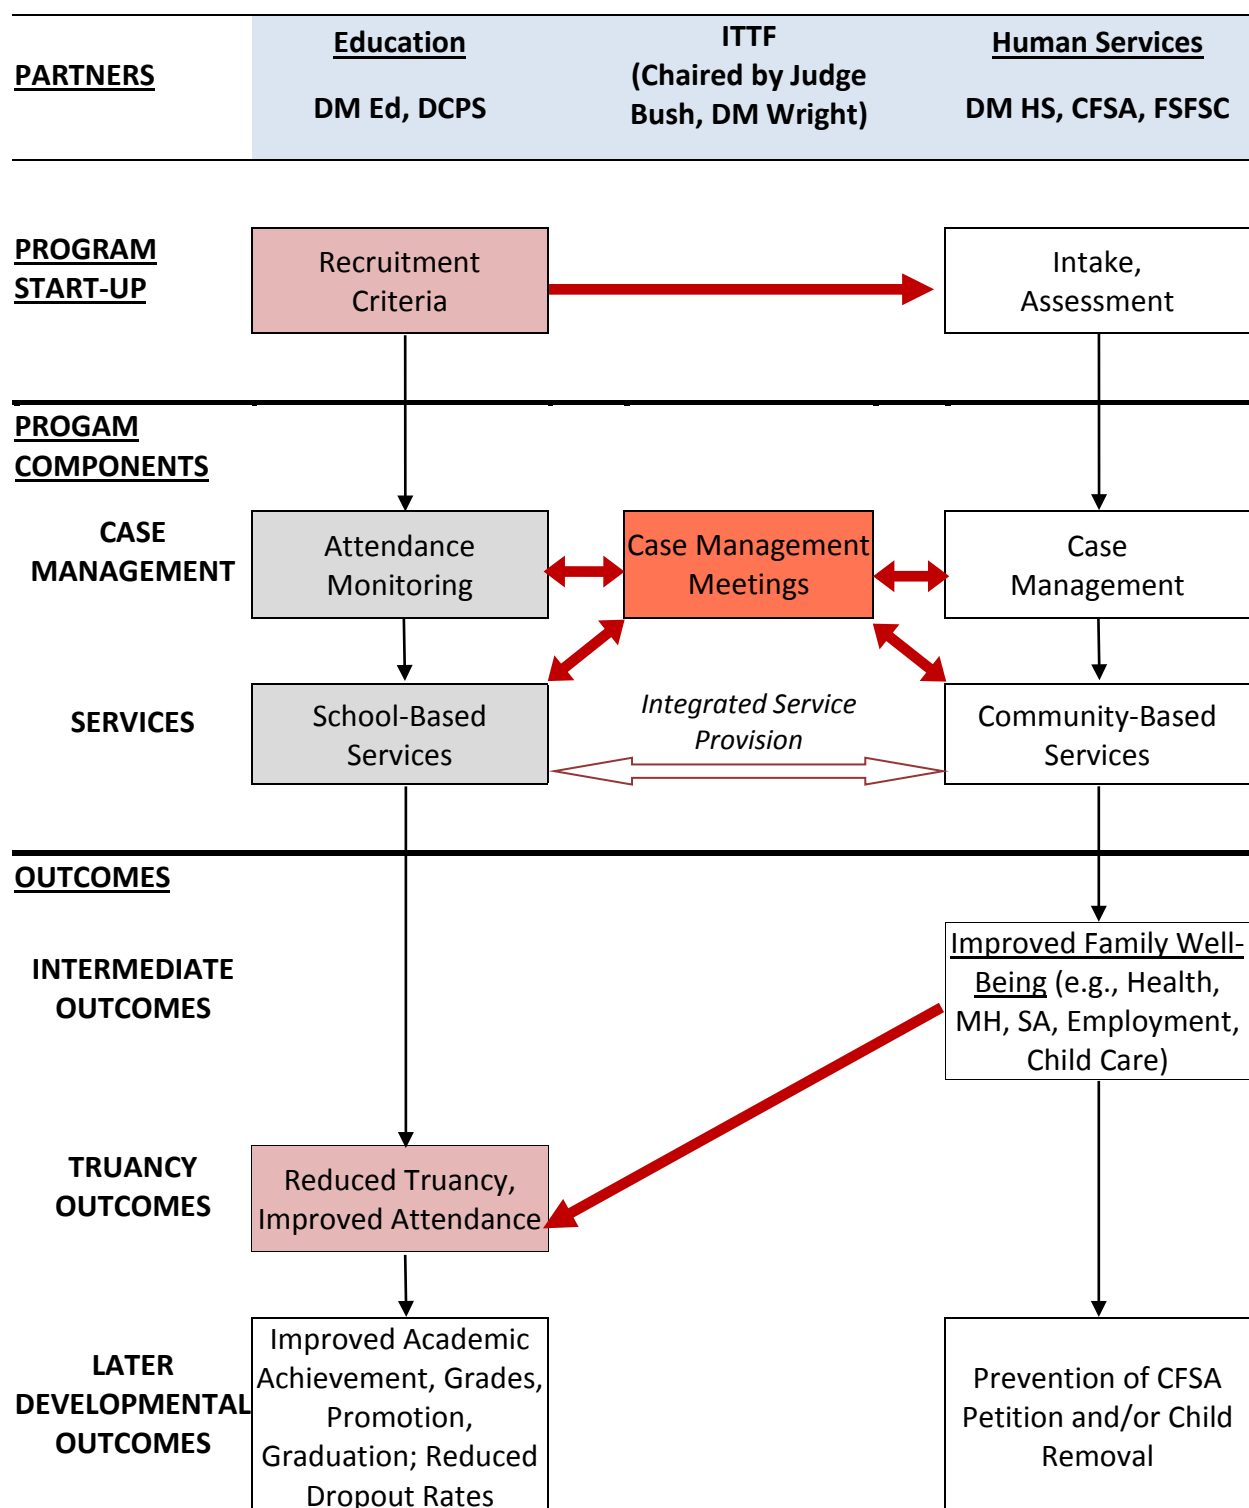 PARTNERS
Education
DM Ed, DCPS
ITTF
(Chaired by Judge
Bush, DM Wright)
Human Services
DM HS, CFSA, FSFSC
PROGRAM
START-UP
Recruitment
Criteria
Intake,
Assessment
PROGAM
COMPONENTS
CASE
MANAGEMENT
Attendance
Monitoring
Case Management
Meetings
Case
Management
SERVICES
School-Based
Services
Integrated Service
Provision
Community-Based
Services
OUTCOMES
INTERMEDIATE
OUTCOMES
Improved Family Well-
Being (e.g., Health,
MH, SA, Employment,
Child Care)
TRUANCY
OUTCOMES
Reduced Truancy,
Improved Attendance
LATER
DEVELOPMENTAL
OUTCOMES
Improved Academic
Achievement, Grades,
Promotion,
Graduation; Reduced
Dropout Rates
Prevention of CFSA
Petition and/or Child
Removal